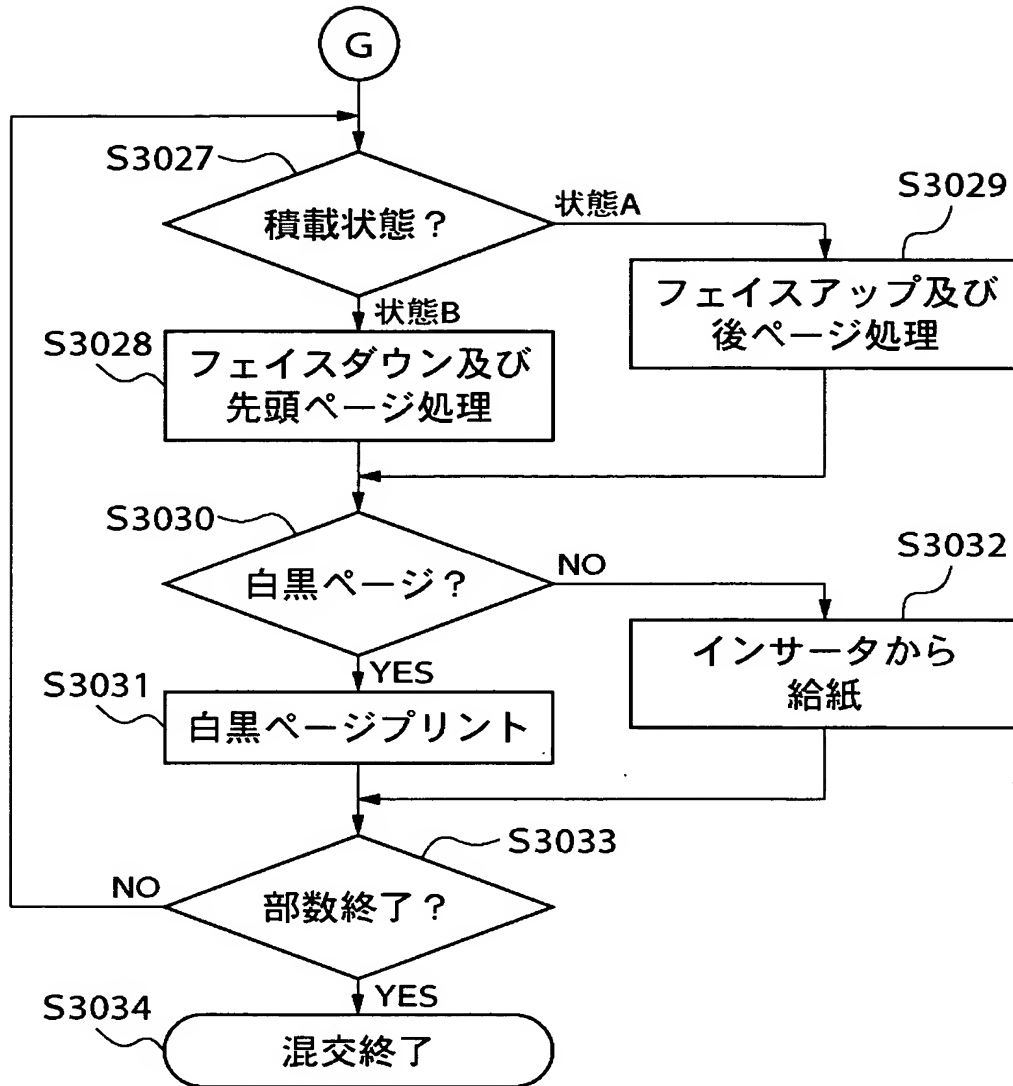 G
S3027
積載状態？
状態A
S3029
フェイスアップ及び
後ページ処理
状態B
S3028
フェイスダウン及び
先頭ページ処理
S3030
白黒ページ？
NO
S3032
インサータから
給紙
YES
S3031
白黒ページプリント
S3033
NO
部数終了？
YES
S3034
混交終了